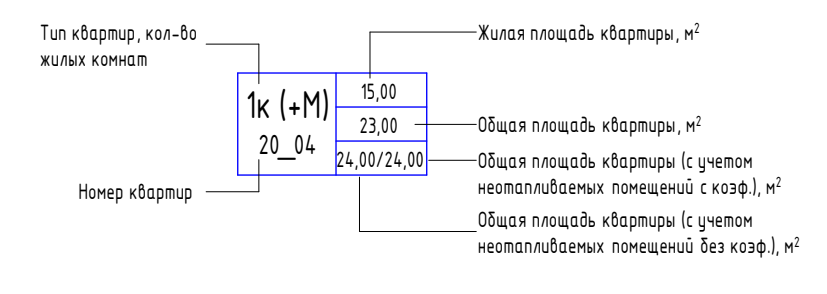 Тип квартир, кол-во
жилых комнат
Жилая площадь квартиры, м²
1к (+М)
20_04
15,00
23,00
24,00/24,00
Общая площадь квартиры, м²
Общая площадь квартиры (с учетом
неотапливаемых помещений с коэф.), м²
Номер квартир
Общая площадь квартиры (с учетом
неотапливаемых помещений без коэф.), м²